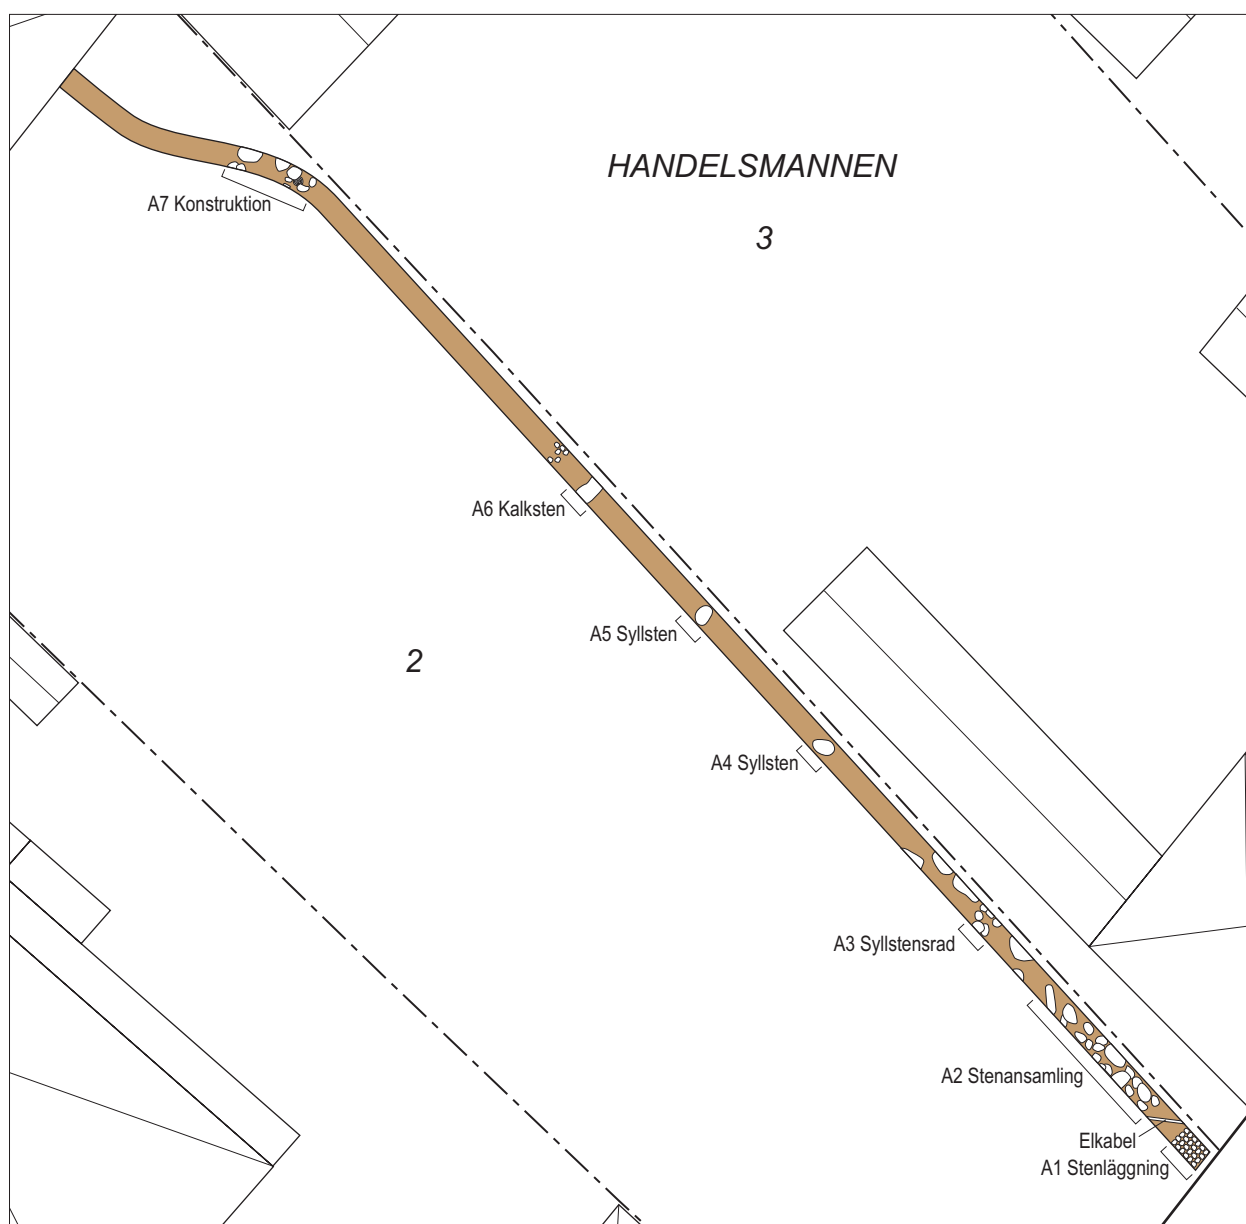 HANDELSMANNEN
3
A7 Konstruktion
A6 Kalksten
A5 Syllsten
2
A4 Syllsten
A3 Syllstensrad
A2 Stenansamling
Elkabel
A1 Stenläggning